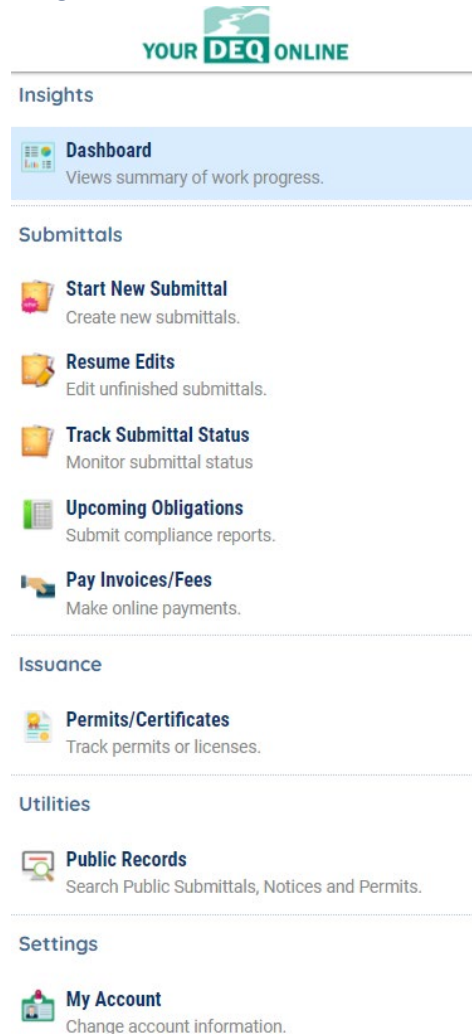 YOUR DEQ ONLINE
Insights
Dashboard
Views summary of work progress.
Submittals
Start New Submittal
Create new submittals.
Resume Edits
Edit unfinished submittals.
Track Submittal Status
Monitor submittal status
Upcoming Obligations
Submit compliance reports.
Pay Invoices/Fees
Make online payments.
Issuance
Permits/Certificates
Track permits or licenses.
Utilities
Public Records
Search Public Submittals, Notices and Permits.
Settings
My Account
Change account information.